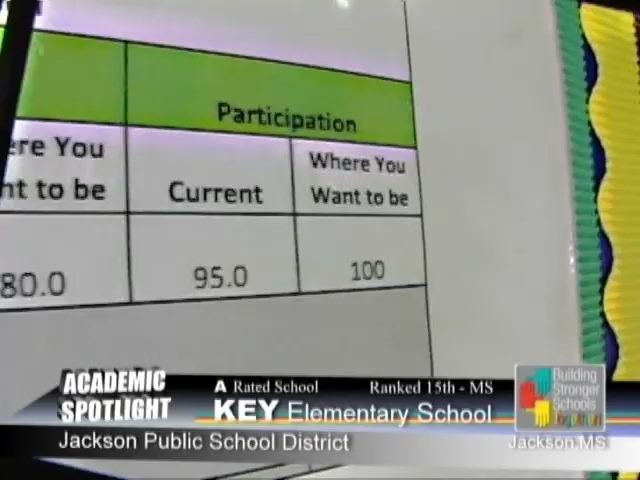 Participation
ere You
nt to be
Current
Where You
Want to be
80.0
95.0
100
ACADEMIC
SPOTLIGHT
A Rated School
Ranked 15th - MS
KEY Elementary School
Jackson Public School District
Building
Stronger
Schools
Together
Jackson.MS